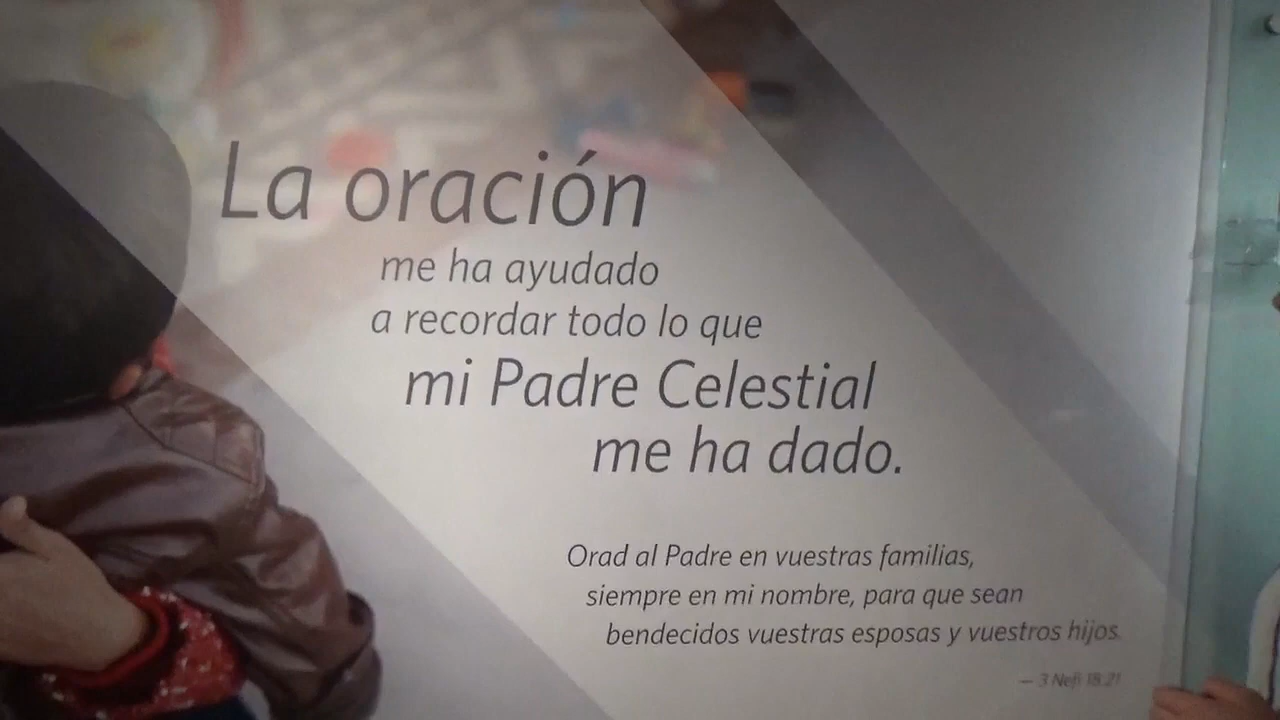 La oración
me ha ayudado
a recordar todo lo que
mi Padre Celestial
me ha dado.
Orad al Padre en vuestras familias,
siempre en mi nombre, para que sean
bendecidos vuestras esposas y vuestros hijos.
— 3 Nefi 18:21